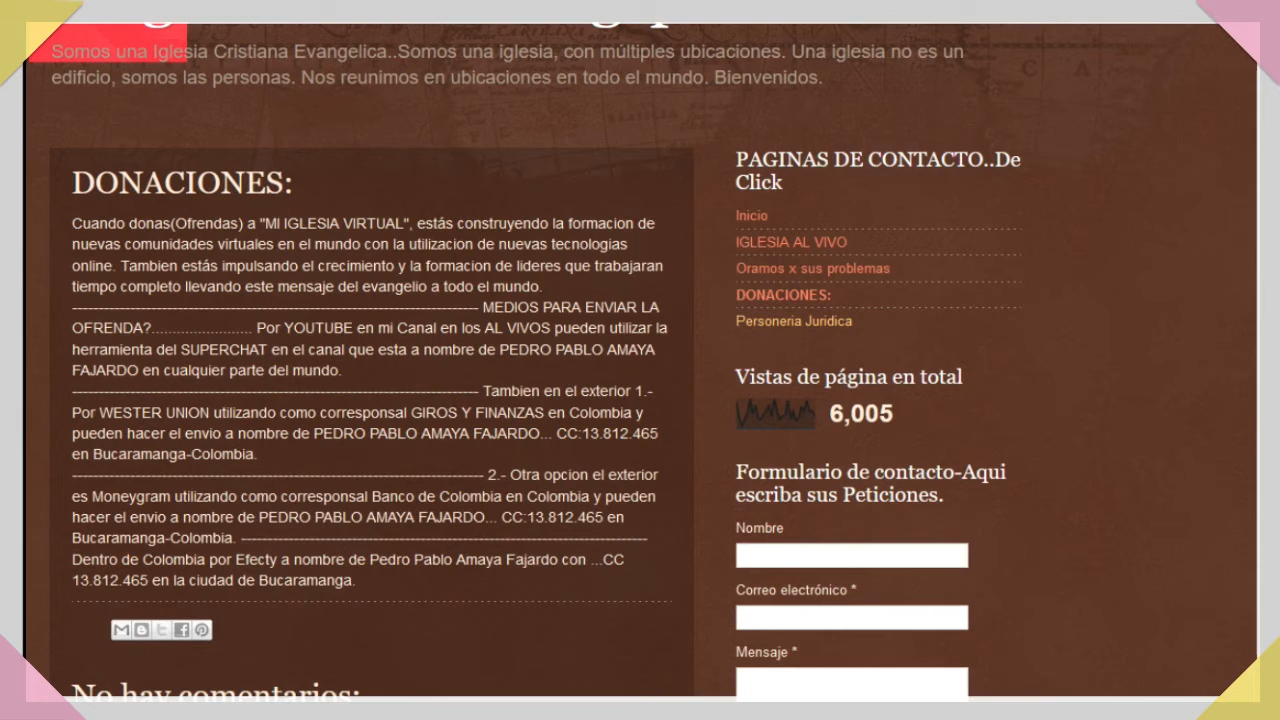 Somos una Iglesia Cristiana Evangelica..Somos una iglesia, con múltiples ubicaciones. Una iglesia no es un
edificio, somos las personas. Nos reunimos en ubicaciones en todo el mundo. Bienvenidos.
DONACIONES:
Cuando donas(Ofrendas) a "MI IGLESIA VIRTUAL", estás construyendo la formacion de
nuevas comunidades virtuales en el mundo con la utilizacion de nuevas tecnologias
online. Tambien estás impulsando el crecimiento y la formacion de lideres que trabajaran
tiempo completo llevando este mensaje del evangelio a todo el mundo.
------------------------------------------------------------------------------- MEDIOS PARA ENVIAR LA
OFRENDA?........................ Por YOUTUBE en mi Canal en los AL VIVOS pueden utilizar la
herramienta del SUPERCHAT en el canal que esta a nombre de PEDRO PABLO AMAYA
FAJARDO en cualquier parte del mundo.
------------------------------------------------------------------------------- Tambien en el exterior 1.-
Por WESTER UNION utilizando como corresponsal GIROS Y FINANZAS en Colombia y
pueden hacer el envio a nombre de PEDRO PABLO AMAYA FAJARDO... CC:13.812.465
en Bucaramanga-Colombia.
-------------------------------------------------------------------------------- 2.- Otra opcion el exterior
es Moneygram utilizando como corresponsal Banco de Colombia en Colombia y pueden
hacer el envio a nombre de PEDRO PABLO AMAYA FAJARDO... CC:13.812.465 en
Bucaramanga-Colombia. -------------------------------------------------------------------------------
Dentro de Colombia por Efecty a nombre de Pedro Pablo Amaya Fajardo con ...CC
13.812.465 en la ciudad de Bucaramanga.
No hay comentarios:
PAGINAS DE CONTACTO..De
Click
Inicio
IGLESIA AL VIVO
Oramos x sus problemas
DONACIONES:
Personeria Juridica
Vistas de página en total
6,005
Formulario de contacto-Aqui
escriba sus Peticiones.
Nombre
Correo electrónico *
Mensaje *